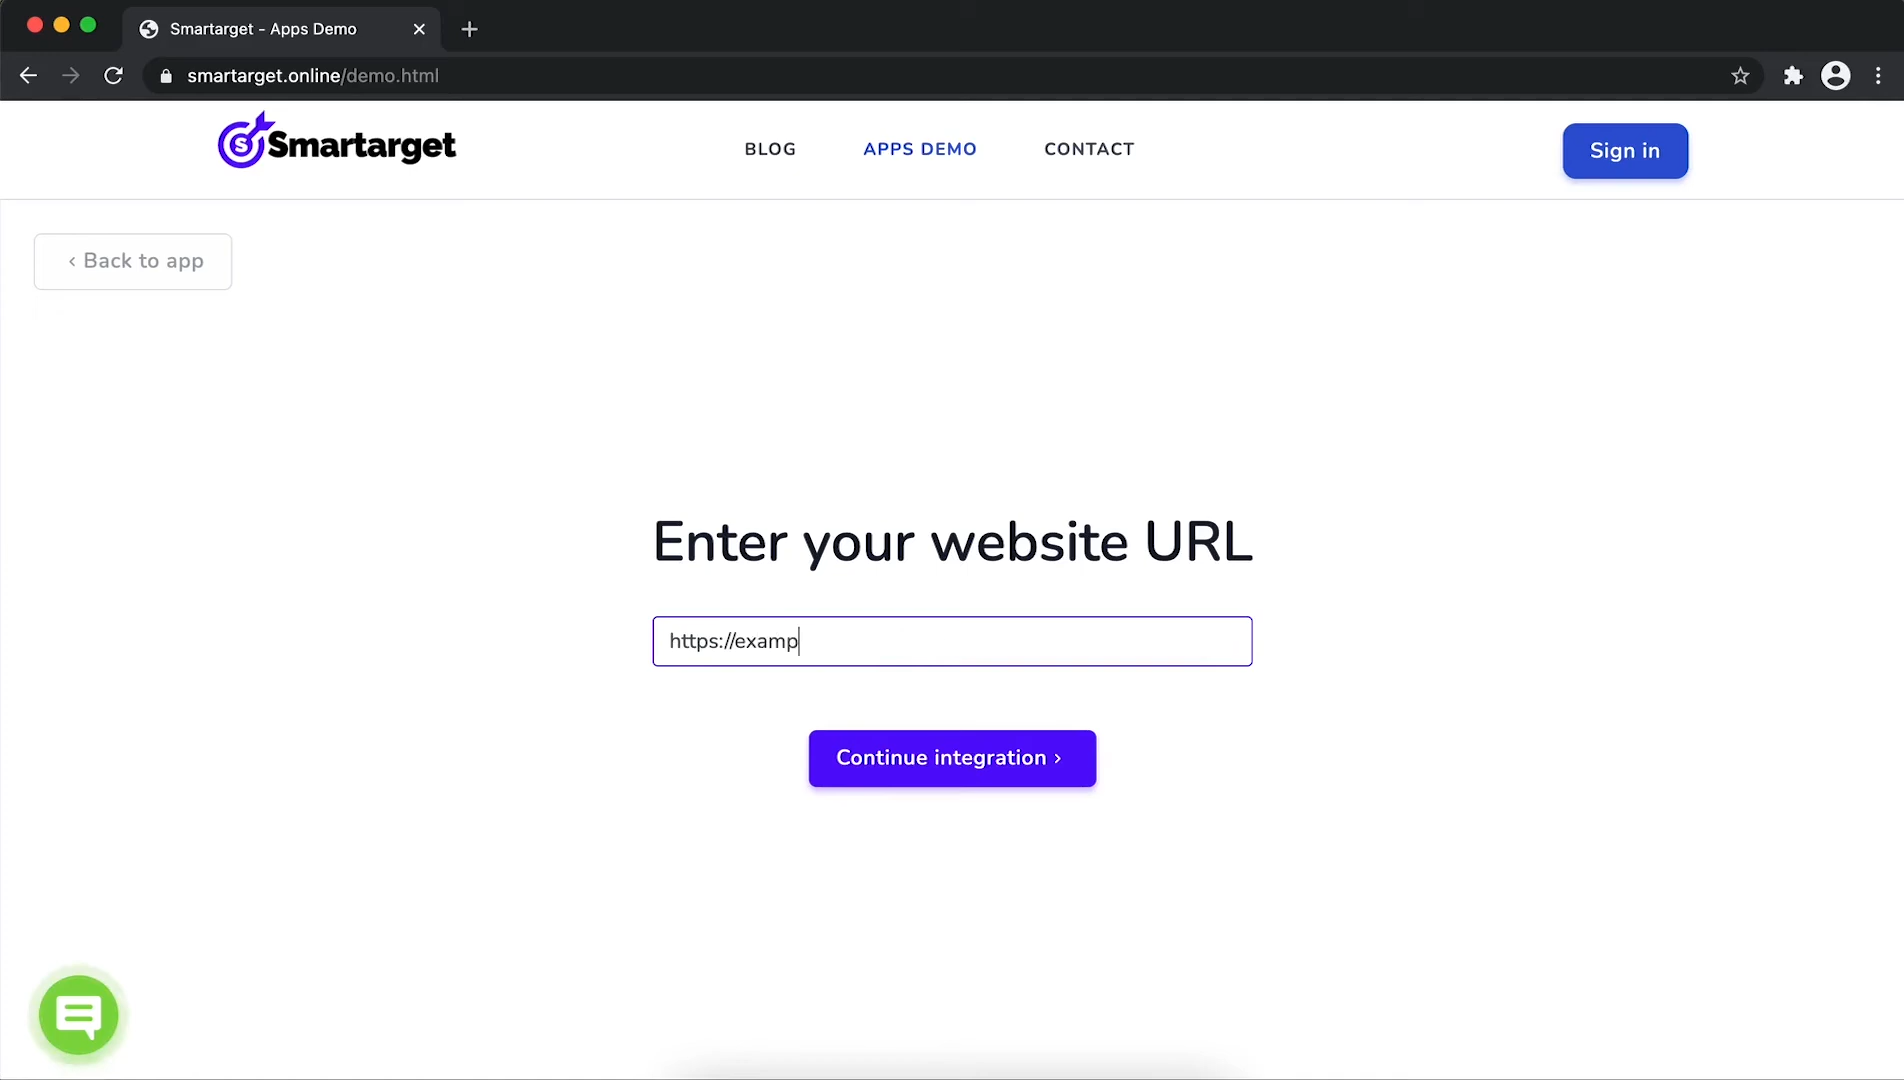 Smartarget - Apps Demo
smartarget.online/demo.html
Smartarget
BLOG
APPS DEMO
CONTACT
Sign in
‹ Back to app
Enter your website URL
https://examp
Continue integration ›